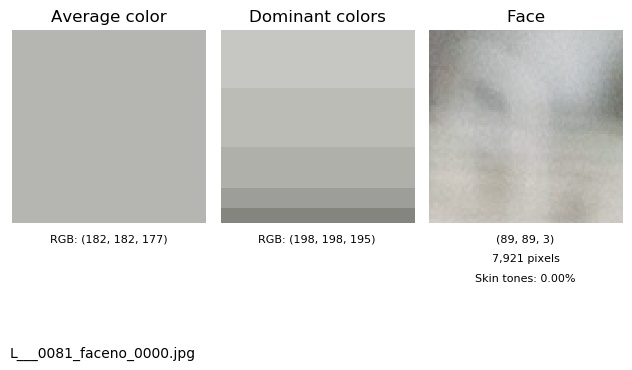 Average color
Dominant colors
Face
RGB: (182, 182, 177)
RGB: (198, 198, 195)
(89, 89, 3)
7,921 pixels
Skin tones: 0.00%
L___0081_faceno_0000.jpg